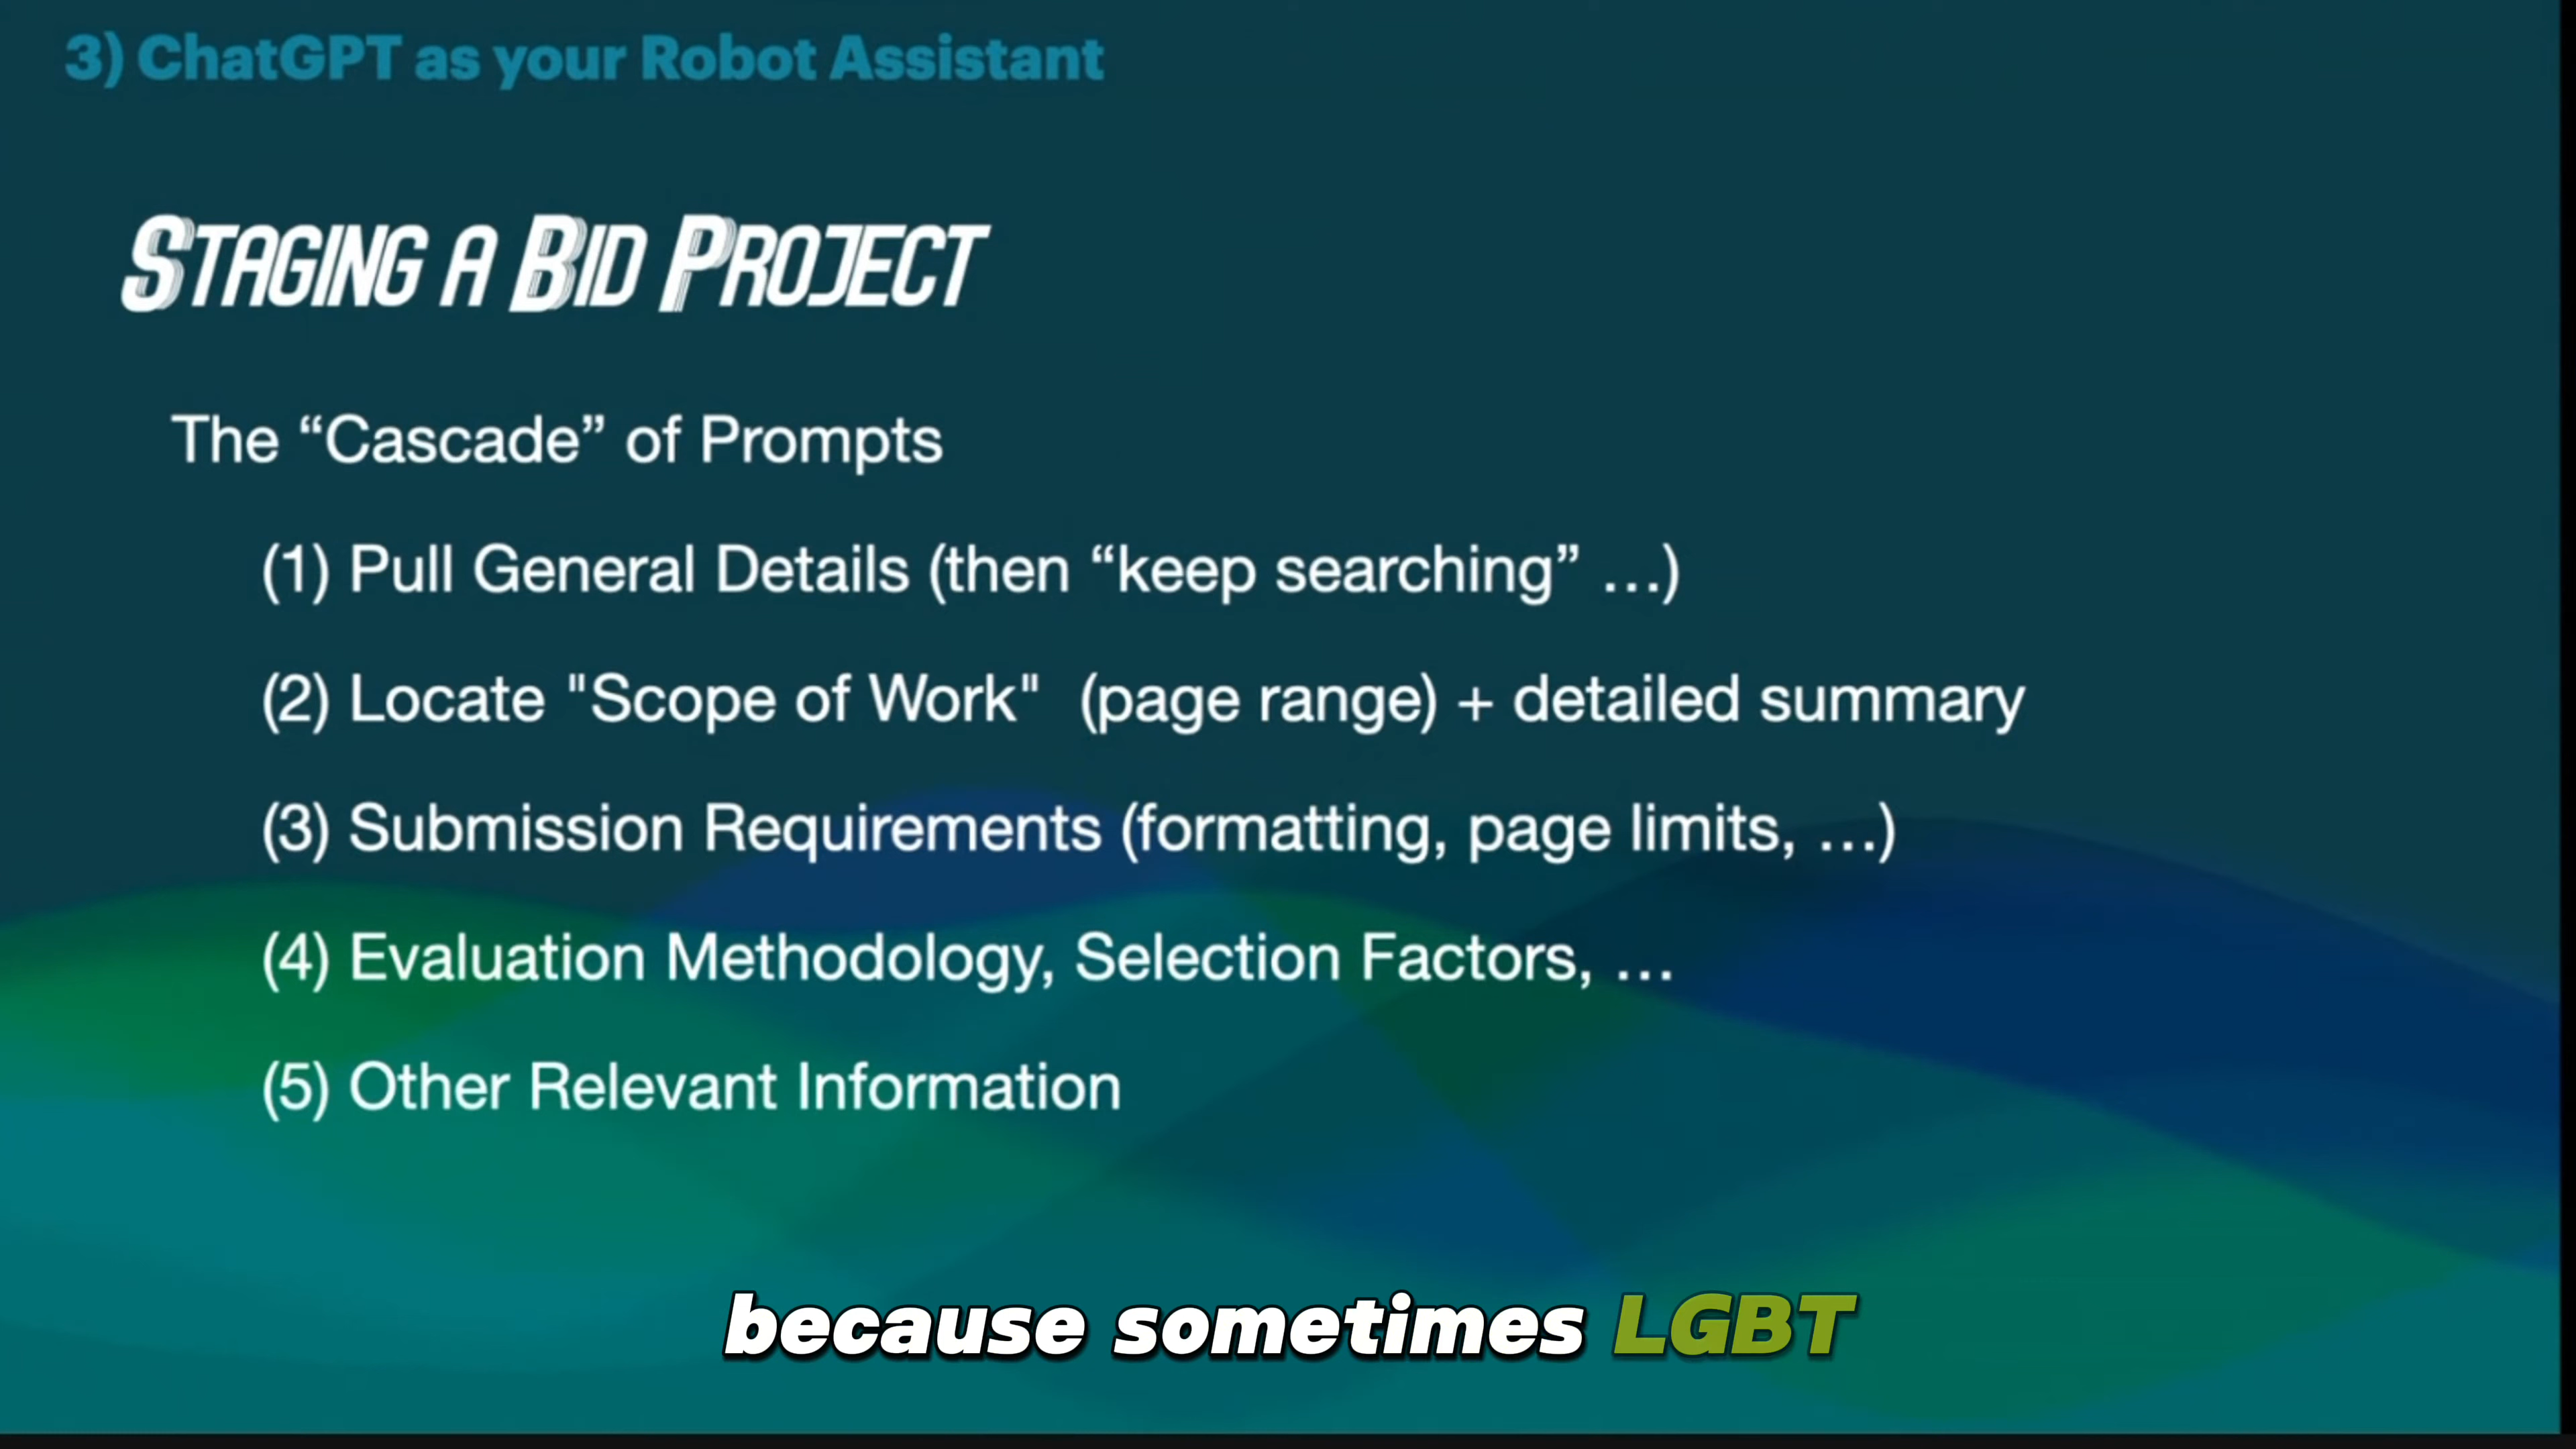 3) ChatGPT as your Robot Assistant
STAGING A BID PROJECT
The “Cascade” of Prompts
(1) Pull General Details (then “keep searching” …)
(2) Locate "Scope of Work" (page range) + detailed summary
(3) Submission Requirements (formatting, page limits, …)
(4) Evaluation Methodology, Selection Factors, …
(5) Other Relevant Information
because sometimes LGBT